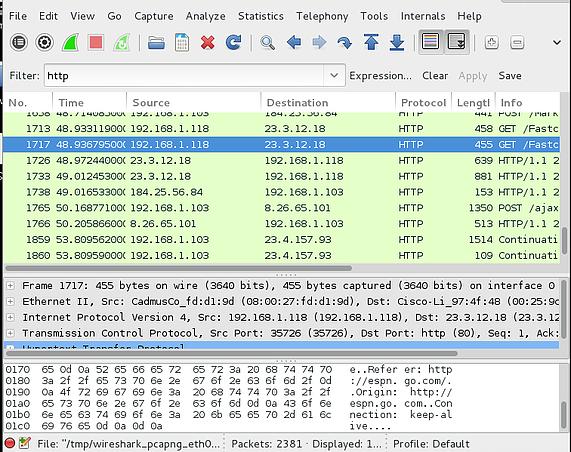 File Edit View Go Capture Analyze Statistics Telephony Tools Internals Help
Filter: http Expression... Clear Apply Save
No. Time Source Destination Protocol Lengtl Info
1658 48.714085000 192.168.1.103 184.25.56.84 HTTP 441 POST /Mark
1713 48.933119000 192.168.1.118 23.3.12.18 HTTP 458 GET /Fastc
1717 48.936795000 192.168.1.118 23.3.12.18 HTTP 455 GET /Fastc
1726 48.972440000 23.3.12.18 192.168.1.118 HTTP 639 HTTP/1.1 2
1733 49.012453000 23.3.12.18 192.168.1.118 HTTP 881 HTTP/1.1 2
1738 49.016533000 184.25.56.84 192.168.1.103 HTTP 153 HTTP/1.1 2
1765 50.168771000 192.168.1.103 8.26.65.101 HTTP 1350 POST /ajax
1766 50.205866000 8.26.65.101 192.168.1.103 HTTP 513 HTTP/1.1 2
1859 53.809562000 192.168.1.103 23.4.157.93 HTTP 1514 Continuati
1860 53.809590000 192.168.1.103 23.4.157.93 HTTP 109 Continuati
Frame 1717: 455 bytes on wire (3640 bits), 455 bytes captured (3640 bits) on interface 0
Ethernet II, Src: CadmusCo_fd:d1:9d (08:00:27:fd:d1:9d), Dst: Cisco-Li_97:4f:48 (00:25:9c
Internet Protocol Version 4, Src: 192.168.1.118 (192.168.1.118), Dst: 23.3.12.18 (23.3.12
Transmission Control Protocol, Src Port: 35726 (35726), Dst Port: http (80), Seq: 1, Ack:
Hypertext Transfer Protocol
0170 65 0d 0a 52 65 66 65 72 65 72 3a 20 68 74 74 70 e..Refer er: http
0180 3a 2f 2f 65 73 70 6e 2e 67 6f 2e 63 6f 6d 2f 0d ://espn. go.com/.
0190 0a 4f 72 69 67 69 6e 3a 20 68 74 74 70 3a 2f 2f .Origin: http://
01a0 65 73 70 6e 2e 67 6f 2e 63 6f 6d 0d 0a 43 6f 6e espn.go. com..Con
01b0 6e 65 63 74 69 6f 6e 3a 20 6b 65 65 70 2d 61 6c nection: keep-al
01c0 69 76 65 0d 0a 0d 0a ive....
File: "/tmp/wireshark_pcapng_eth0... Packets: 2381 · Displayed: 1... Profile: Default